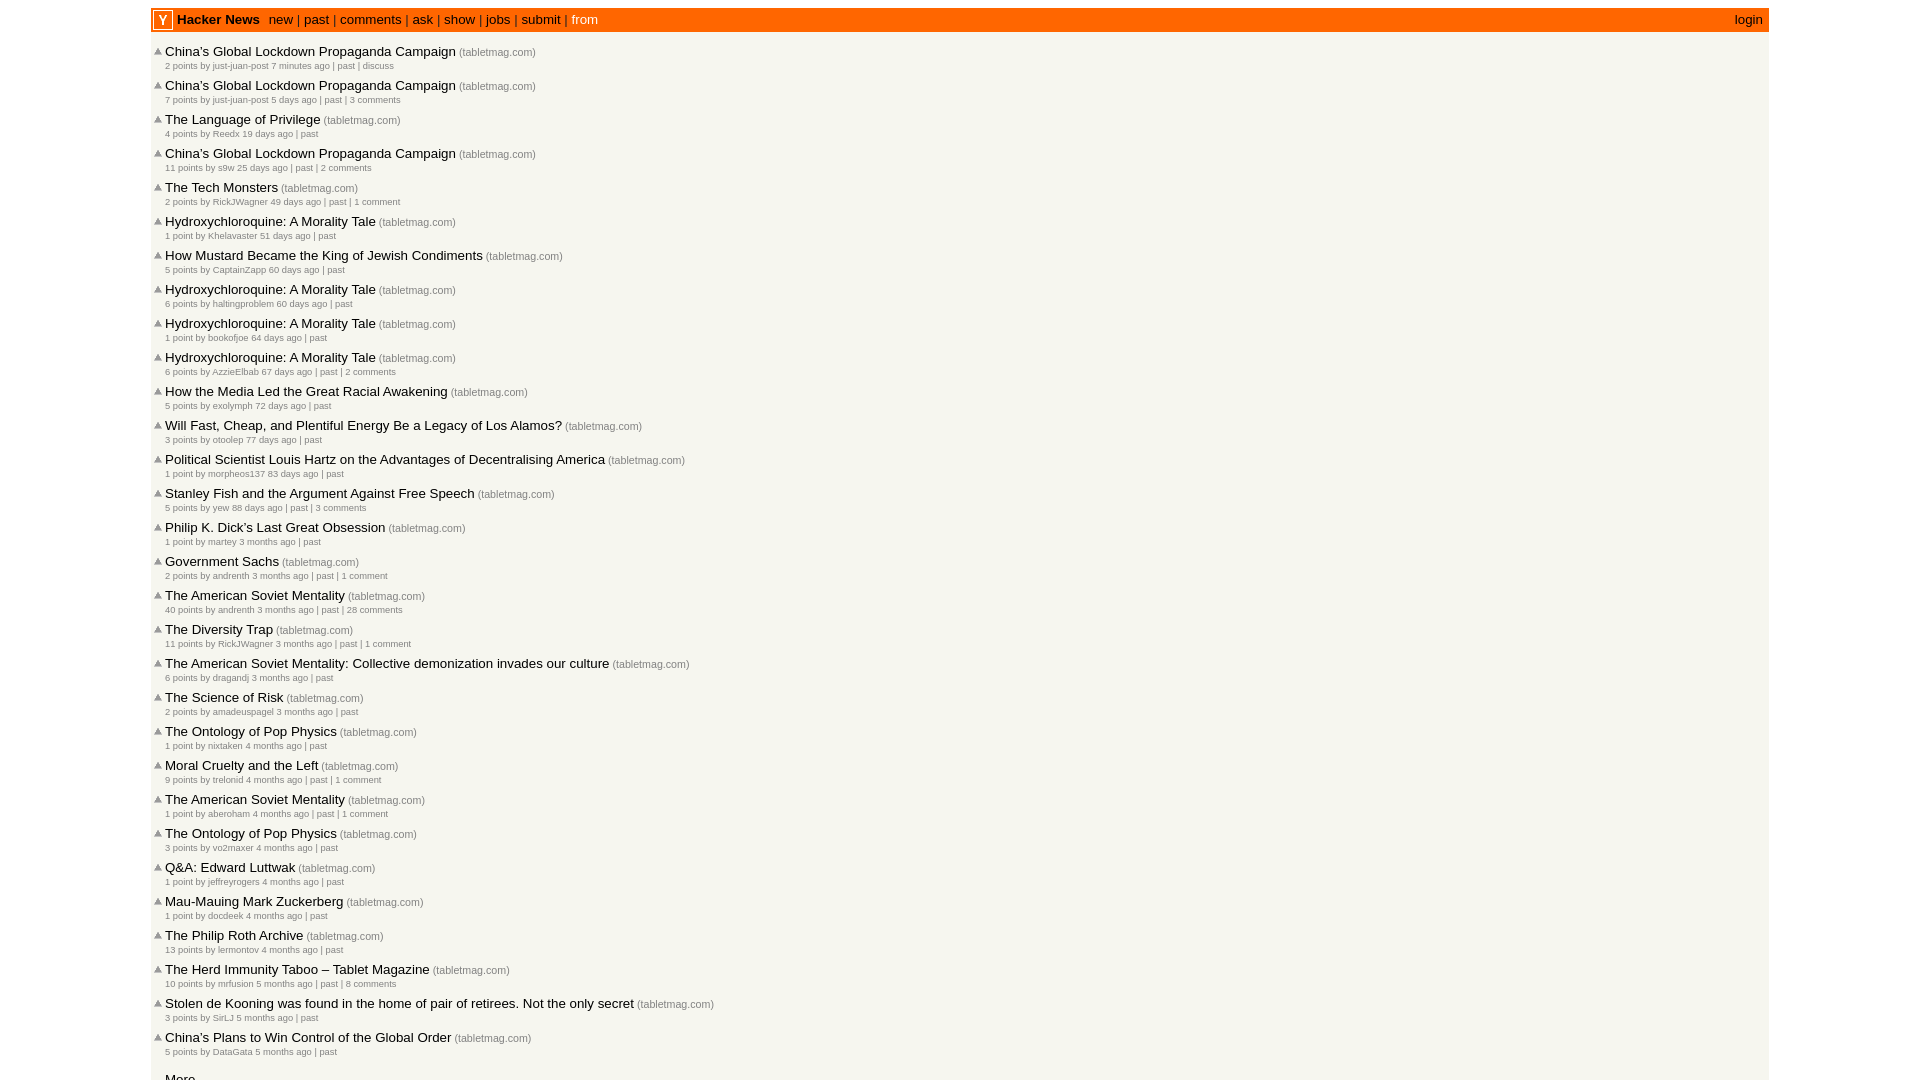 Y Hacker News new | past | comments | ask | show | jobs | submit | from login
China’s Global Lockdown Propaganda Campaign (tabletmag.com)
2 points by just-juan-post 7 minutes ago | past | discuss
China’s Global Lockdown Propaganda Campaign (tabletmag.com)
7 points by just-juan-post 5 days ago | past | 3 comments
The Language of Privilege (tabletmag.com)
4 points by Reedx 19 days ago | past
China’s Global Lockdown Propaganda Campaign (tabletmag.com)
11 points by s9w 25 days ago | past | 2 comments
The Tech Monsters (tabletmag.com)
2 points by RickJWagner 49 days ago | past | 1 comment
Hydroxychloroquine: A Morality Tale (tabletmag.com)
1 point by Khelavaster 51 days ago | past
How Mustard Became the King of Jewish Condiments (tabletmag.com)
5 points by CaptainZapp 60 days ago | past
Hydroxychloroquine: A Morality Tale (tabletmag.com)
6 points by haltingproblem 60 days ago | past
Hydroxychloroquine: A Morality Tale (tabletmag.com)
1 point by bookofjoe 64 days ago | past
Hydroxychloroquine: A Morality Tale (tabletmag.com)
6 points by AzzieElbab 67 days ago | past | 2 comments
How the Media Led the Great Racial Awakening (tabletmag.com)
5 points by exolymph 72 days ago | past
Will Fast, Cheap, and Plentiful Energy Be a Legacy of Los Alamos? (tabletmag.com)
3 points by otoolep 77 days ago | past
Political Scientist Louis Hartz on the Advantages of Decentralising America (tabletmag.com)
1 point by morpheos137 83 days ago | past
Stanley Fish and the Argument Against Free Speech (tabletmag.com)
5 points by yew 88 days ago | past | 3 comments
Philip K. Dick’s Last Great Obsession (tabletmag.com)
1 point by martey 3 months ago | past
Government Sachs (tabletmag.com)
2 points by andrenth 3 months ago | past | 1 comment
The American Soviet Mentality (tabletmag.com)
40 points by andrenth 3 months ago | past | 28 comments
The Diversity Trap (tabletmag.com)
11 points by RickJWagner 3 months ago | past | 1 comment
The American Soviet Mentality: Collective demonization invades our culture (tabletmag.com)
6 points by dragandj 3 months ago | past
The Science of Risk (tabletmag.com)
2 points by amadeuspagel 3 months ago | past
The Ontology of Pop Physics (tabletmag.com)
1 point by nixtaken 4 months ago | past
Moral Cruelty and the Left (tabletmag.com)
9 points by trelonid 4 months ago | past | 1 comment
The American Soviet Mentality (tabletmag.com)
1 point by aberoham 4 months ago | past | 1 comment
The Ontology of Pop Physics (tabletmag.com)
3 points by vo2maxer 4 months ago | past
Q&A: Edward Luttwak (tabletmag.com)
1 point by jeffreyrogers 4 months ago | past
Mau-Mauing Mark Zuckerberg (tabletmag.com)
1 point by docdeek 4 months ago | past
The Philip Roth Archive (tabletmag.com)
13 points by lermontov 4 months ago | past
The Herd Immunity Taboo – Tablet Magazine (tabletmag.com)
10 points by mrfusion 5 months ago | past | 8 comments
Stolen de Kooning was found in the home of pair of retirees. Not the only secret (tabletmag.com)
3 points by SirLJ 5 months ago | past
China’s Plans to Win Control of the Global Order (tabletmag.com)
5 points by DataGata 5 months ago | past
More